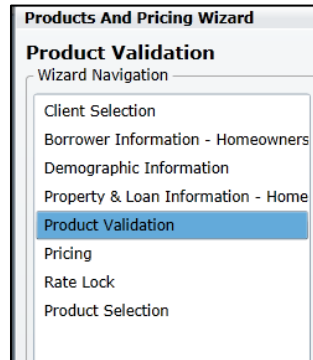 Products And Pricing Wizard
Product Validation
Wizard Navigation
Client Selection
Borrower Information - Homeowners
Demographic Information
Property & Loan Information - Home
Product Validation
Pricing
Rate Lock
Product Selection